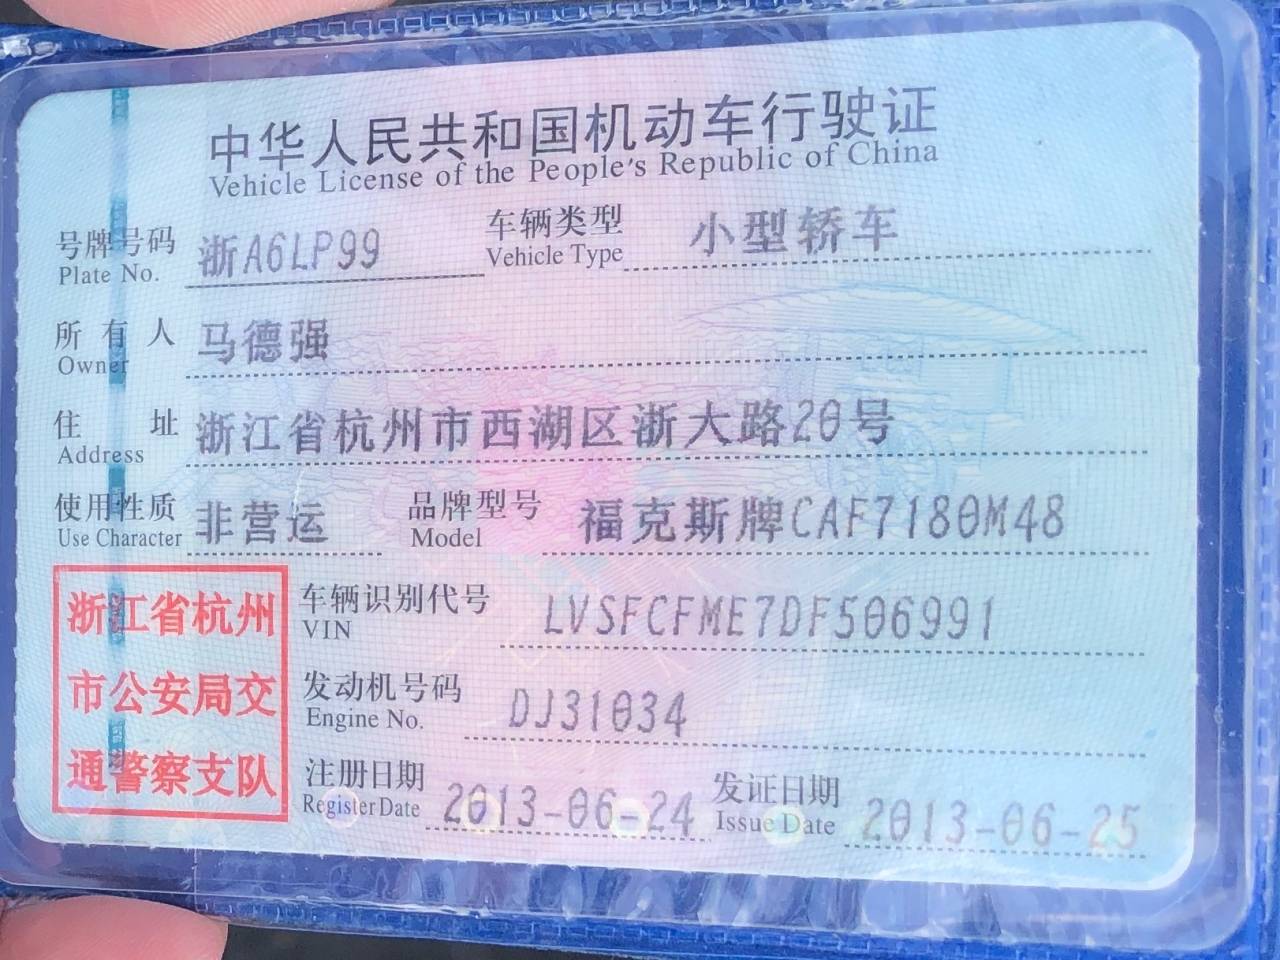 中华人民共和国机动车行驶证
Vehicle License of the People's Republic of China
号牌号码 浙A6LP99 车辆类型 小型轿车
Plate No. Vehicle Type
所有人 马德强
Owner
住址 浙江省杭州市西湖区浙大路20号
Address
使用性质 非营运 品牌型号 福克斯牌CAF7180M48
Use Character Model
浙江省杭州
市公安局交
通警察支队
车辆识别代号 LVSFCFME7DF506991
VIN
发动机号码 DJ31034
Engine No.
注册日期 2013-06-24 发证日期 2013-06-25
Register Date Issue Date